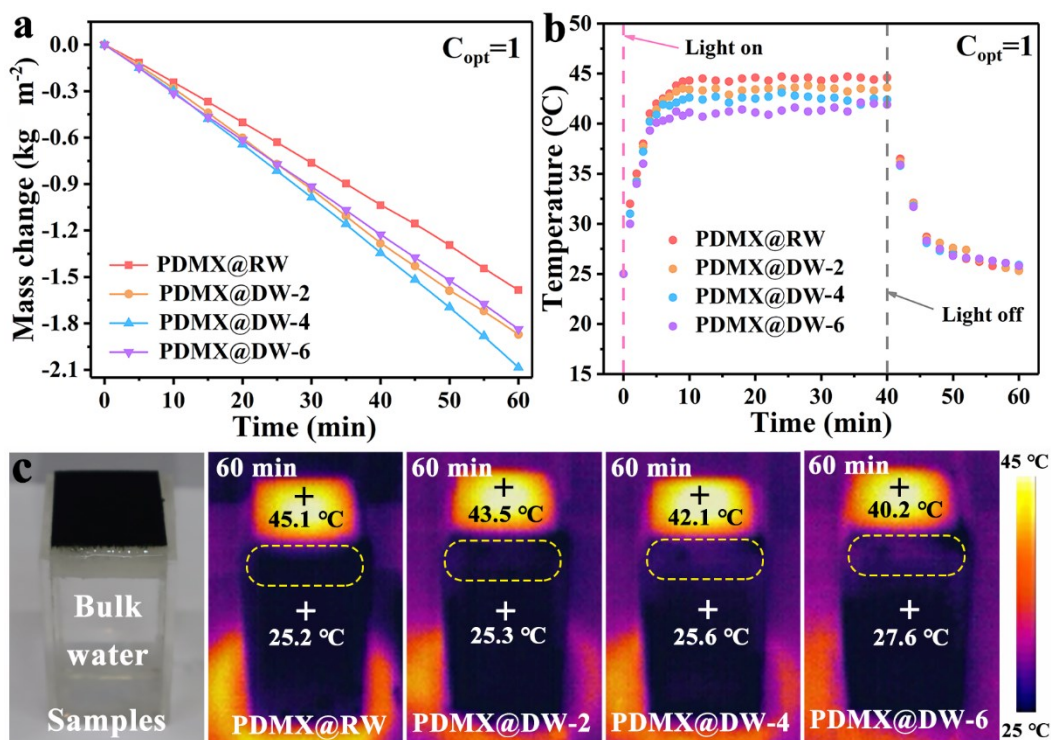 a
C_opt=1
Mass change (kg m⁻²)
0.0
-0.3
-0.6
-0.9
-1.2
-1.5
-1.8
-2.1
PDMX@RW
PDMX@DW-2
PDMX@DW-4
PDMX@DW-6
0 10 20 30 40 50 60
Time (min)
b
C_opt=1
Light on
Temperature (℃)
50
45
40
35
30
25
20
15
PDMX@RW
PDMX@DW-2
PDMX@DW-4
PDMX@DW-6
Light off
0 10 20 30 40 50 60
Time (min)
c
Bulk
water
Samples
60 min
45.1 ℃
25.2 ℃
PDMX@RW
60 min
43.5 ℃
25.3 ℃
PDMX@DW-2
60 min
42.1 ℃
25.6 ℃
PDMX@DW-4
60 min
40.2 ℃
27.6 ℃
PDMX@DW-6
45 ℃
25 ℃